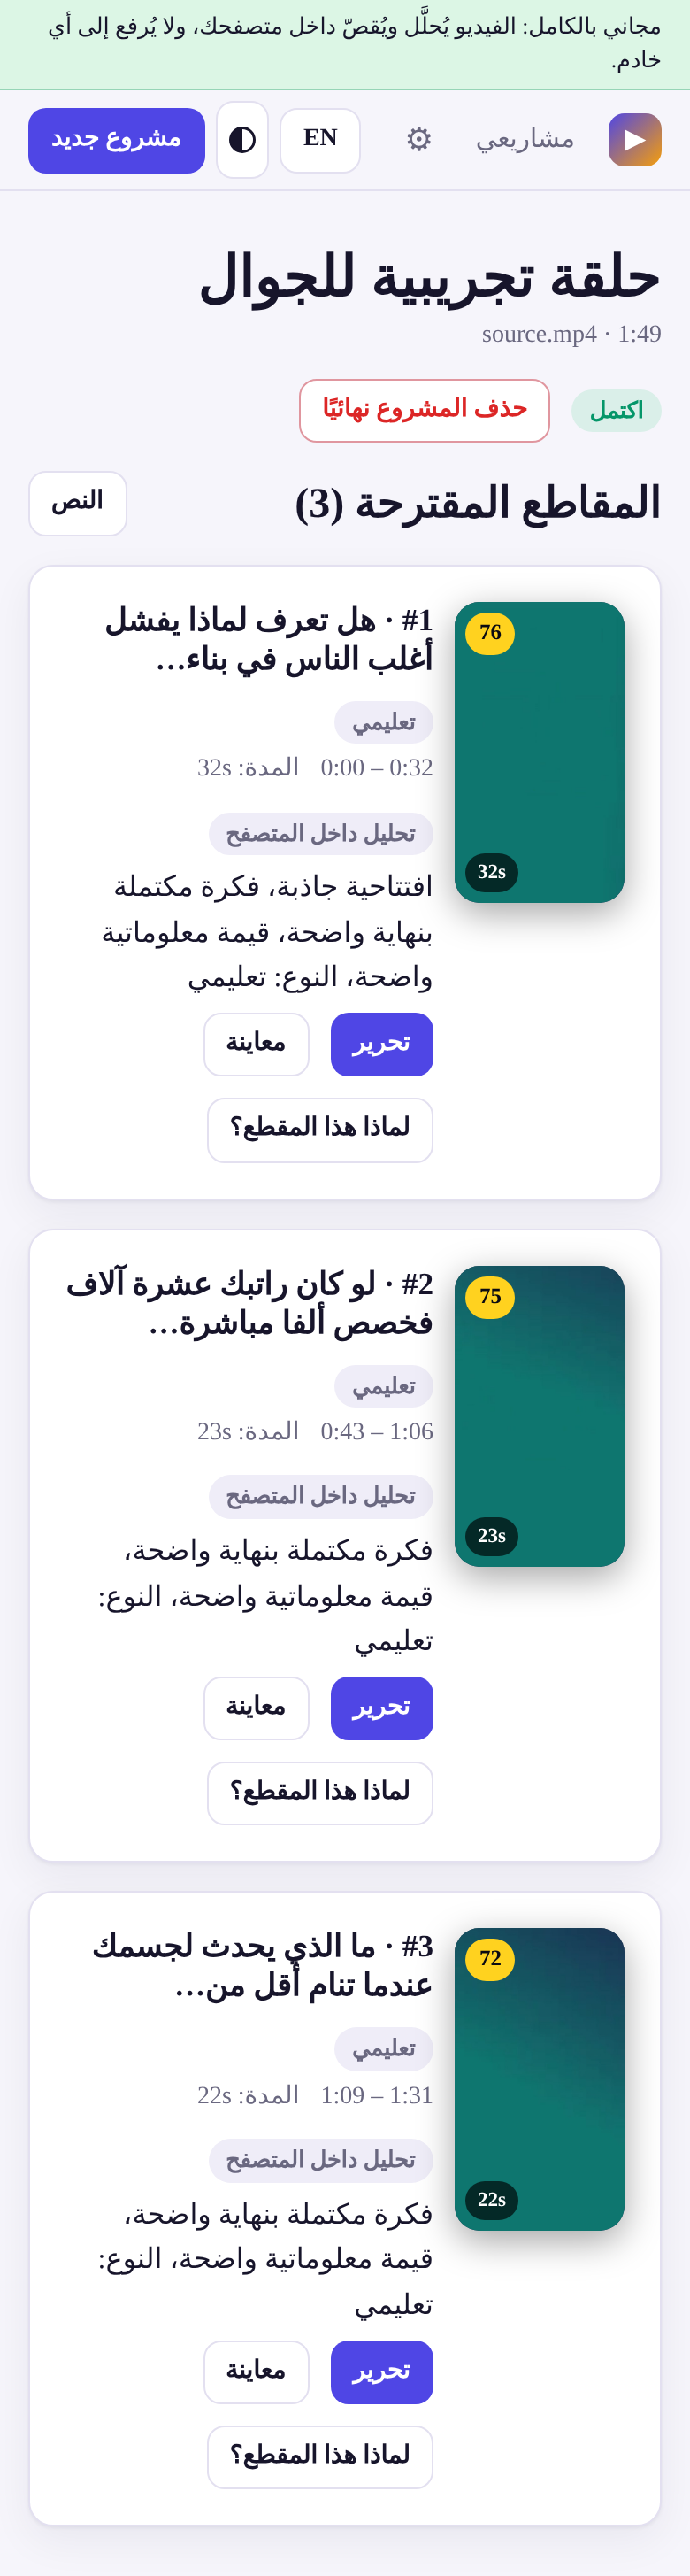 مجاني بالكامل: الفيديو يُحلَّل ويُقصّ داخل متصفحك، ولا يُرفع إلى أي
خادم.
مشاريعي
EN
مشروع جديد
حلقة تجريبية للجوال
source.mp4 · 1:49
اكتمل
حذف المشروع نهائيًا
المقاطع المقترحة (3)
النص
76
32s
#1 · هل تعرف لماذا يفشل
أغلب الناس في بناء…
تعليمي
0:00 – 0:32 المدة: 32s
تحليل داخل المتصفح
افتتاحية جاذبة، فكرة مكتملة
بنهاية واضحة، قيمة معلوماتية
واضحة، النوع: تعليمي
تحرير
معاينة
لماذا هذا المقطع؟
75
23s
#2 · لو كان راتبك عشرة آلاف
فخصص ألفا مباشرة…
تعليمي
0:43 – 1:06 المدة: 23s
تحليل داخل المتصفح
فكرة مكتملة بنهاية واضحة،
قيمة معلوماتية واضحة، النوع:
تعليمي
تحرير
معاينة
لماذا هذا المقطع؟
72
22s
#3 · ما الذي يحدث لجسمك
عندما تنام أقل من…
تعليمي
1:09 – 1:31 المدة: 22s
تحليل داخل المتصفح
فكرة مكتملة بنهاية واضحة،
قيمة معلوماتية واضحة، النوع:
تعليمي
تحرير
معاينة
لماذا هذا المقطع؟